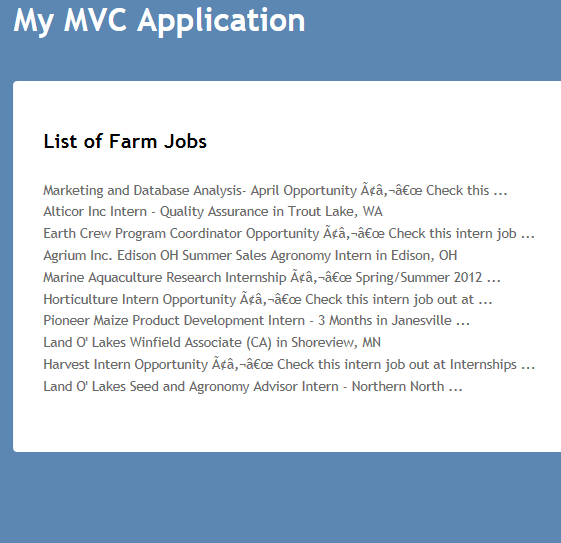 My MVC Application
List of Farm Jobs
Marketing and Database Analysis- April Opportunity Ã¢â‚¬â€œ Check this ...
Alticor Inc Intern - Quality Assurance in Trout Lake, WA
Earth Crew Program Coordinator Opportunity Ã¢â‚¬â€œ Check this intern job ...
Agrium Inc. Edison OH Summer Sales Agronomy Intern in Edison, OH
Marine Aquaculture Research Internship Ã¢â‚¬â€œ Spring/Summer 2012 ...
Horticulture Intern Opportunity Ã¢â‚¬â€œ Check this intern job out at ...
Pioneer Maize Product Development Intern - 3 Months in Janesville ...
Land O' Lakes Winfield Associate (CA) in Shoreview, MN
Harvest Intern Opportunity Ã¢â‚¬â€œ Check this intern job out at Internships ...
Land O' Lakes Seed and Agronomy Advisor Intern - Northern North ...